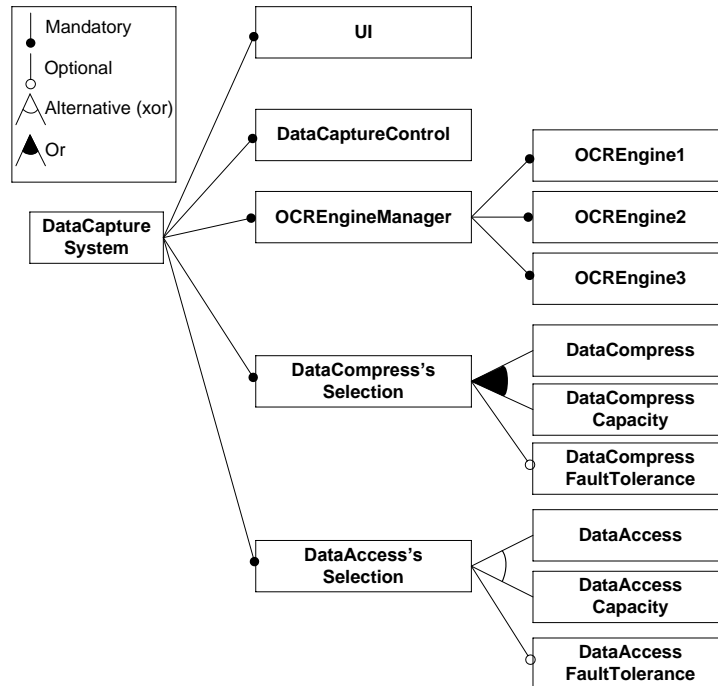 Mandatory
Optional
Alternative (xor)
Or
UI
DataCaptureControl
OCREngineManager
OCREngine1
OCREngine2
OCREngine3
DataCapture
System
DataCompress's
Selection
DataCompress
DataCompress
Capacity
DataCompress
FaultTolerance
DataAccess's
Selection
DataAccess
DataAccess
Capacity
DataAccess
FaultTolerance